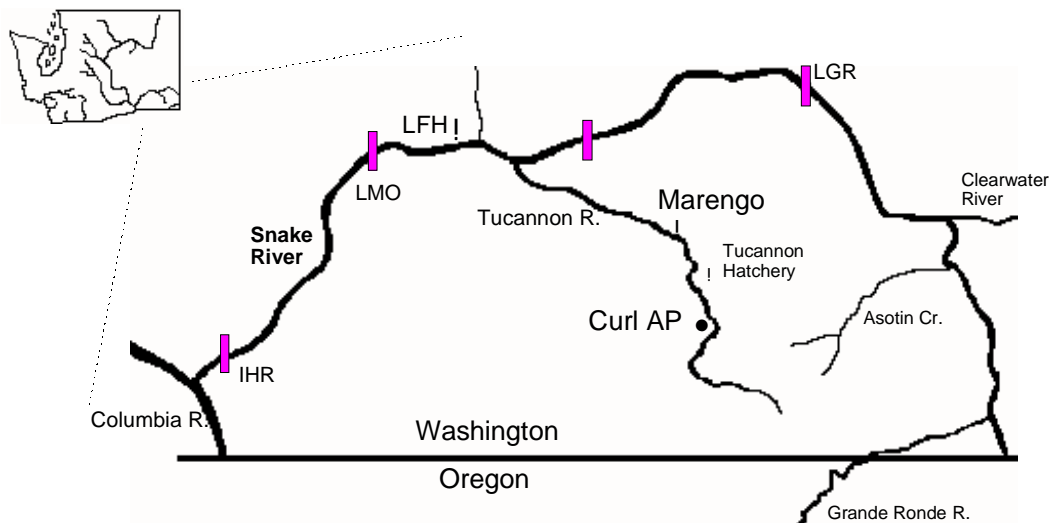 LGR
LFH
LMO
Clearwater
River
Marengo
Tucannon R.
Snake
River
Tucannon
Hatchery
Curl AP
Asotin Cr.
IHR
Columbia R.
Washington
Oregon
Grande Ronde R.